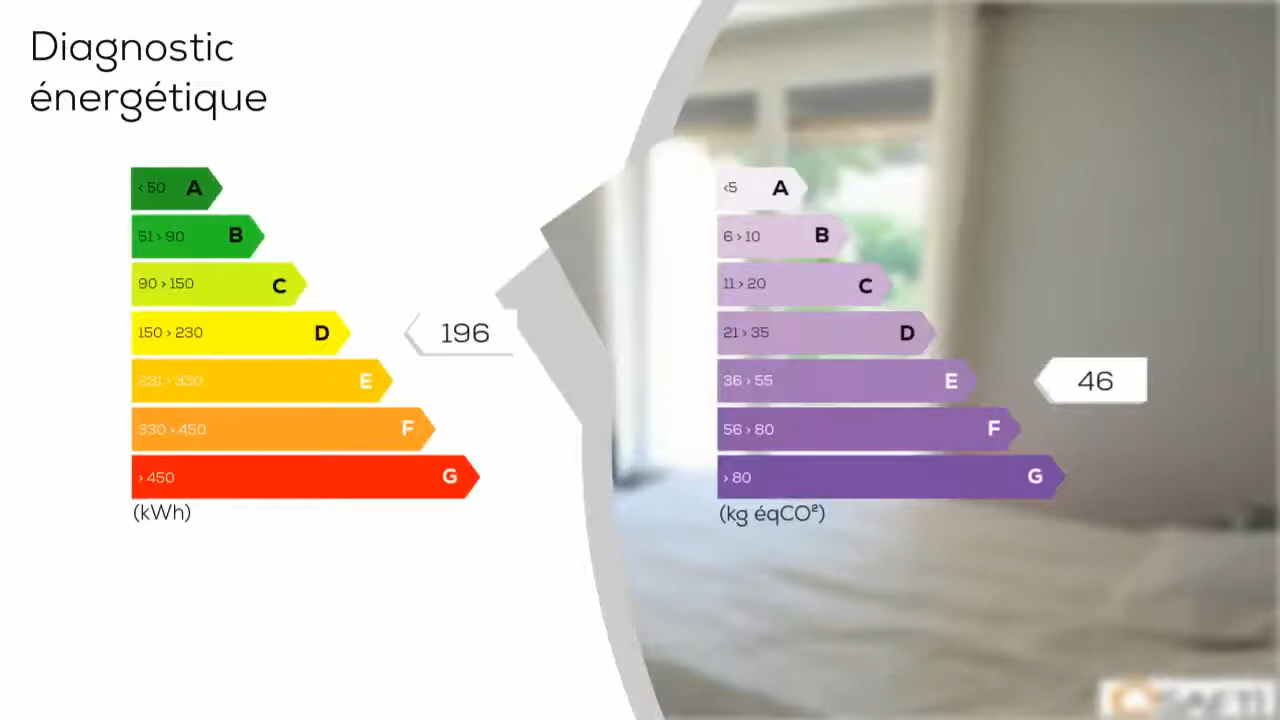 Diagnostic
énergétique
< 50 A
51 > 90 B
90 > 150 C
150 > 230 D
231 > 330 E
330 > 450 F
> 450 G
(kWh)
196
<5 A
6 > 10 B
11 > 20 C
21 > 35 D
36 > 55 E
56 > 80 F
> 80 G
(kg éqCO²)
46